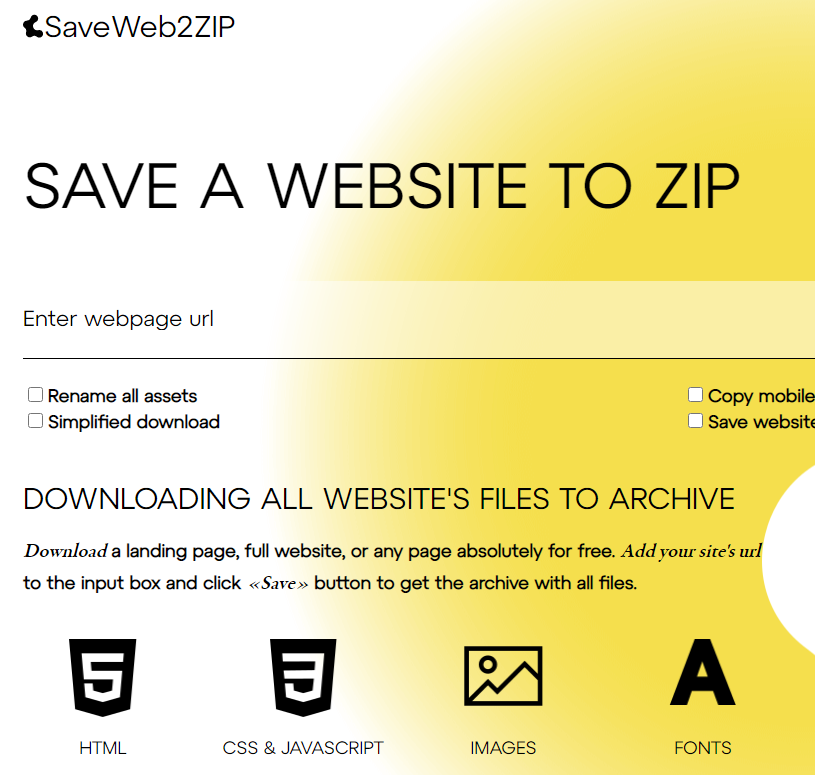 SaveWeb2ZIP
SAVE A WEBSITE TO ZIP
Enter webpage url
Rename all assets
Copy mobile
Simplified download
Save website
DOWNLOADING ALL WEBSITE'S FILES TO ARCHIVE
Download a landing page, full website, or any page absolutely for free. Add your site's url
to the input box and click «Save» button to get the archive with all files.
HTML
CSS & JAVASCRIPT
IMAGES
FONTS